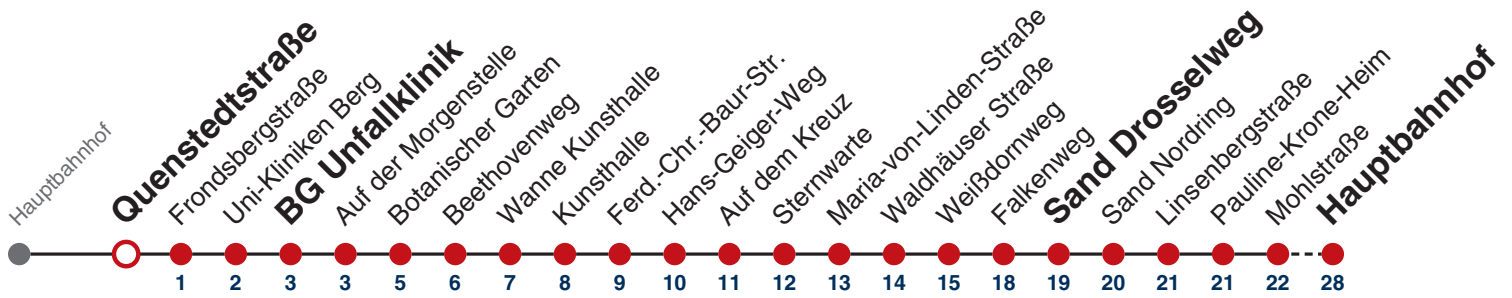 Hauptbahnhof
Quenstedtstraße
Frondsbergstraße
Uni-Kliniken Berg
BG Unfallklinik
Auf der Morgenstelle
Botanischer Garten
Beethovenweg
Wanne Kunsthalle
Kunsthalle
Ferd.-Chr.-Baur-Str.
Hans-Geiger-Weg
Auf dem Kreuz
Sternwarte
Maria-von-Linden-Straße
Waldhäuser Straße
Weißdornweg
Falkenweg
Sand Drosselweg
Sand Nordring
Linsenbergstraße
Pauline-Krone-Heim
Mohlstraße
Hauptbahnhof
1 2 3 3 5 6 7 8 9 10 11 12 13 14 15 18 19 20 21 21 22 28